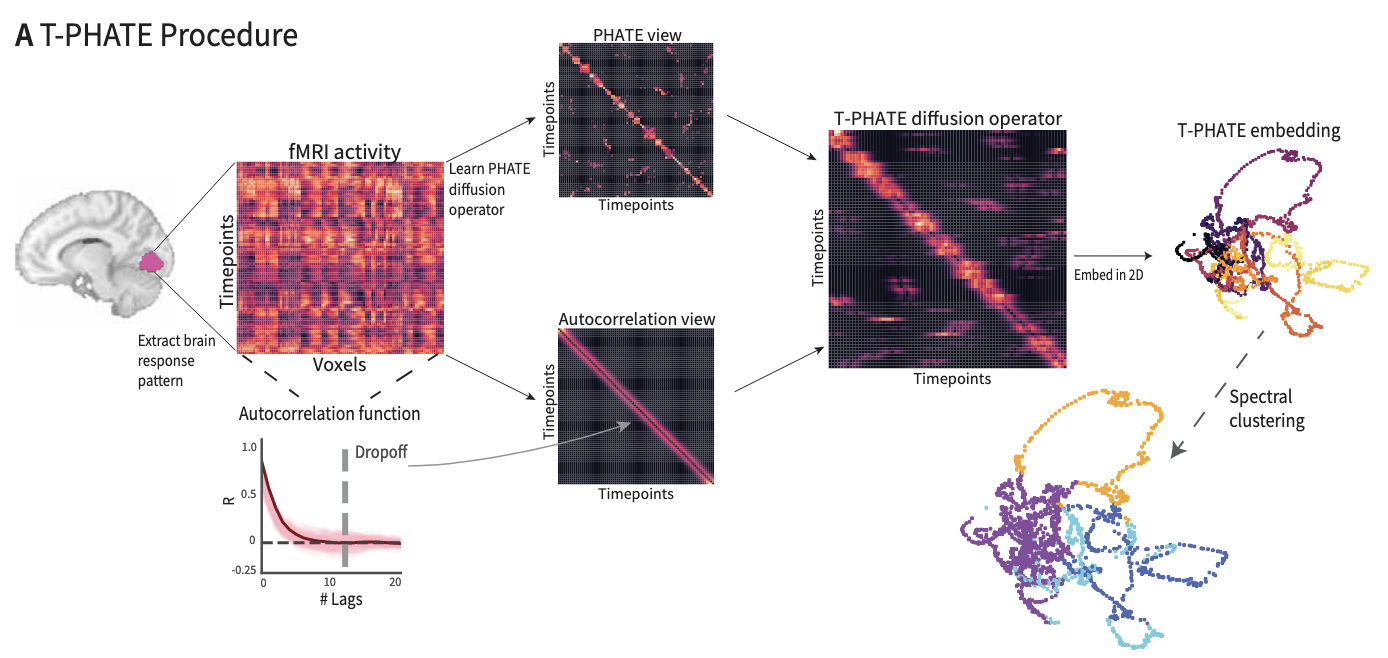 A T-PHATE Procedure
Extract brain
response
pattern
fMRI activity
Timepoints
Voxels
Learn PHATE
diffusion
operator
PHATE view
Timepoints
Timepoints
Autocorrelation function
1.0
0.5
0
-0.25
R
0
10
20
# Lags
Dropoff
Autocorrelation view
Timepoints
Timepoints
T-PHATE diffusion operator
Timepoints
Timepoints
Embed in 2D
T-PHATE embedding
Spectral
clustering